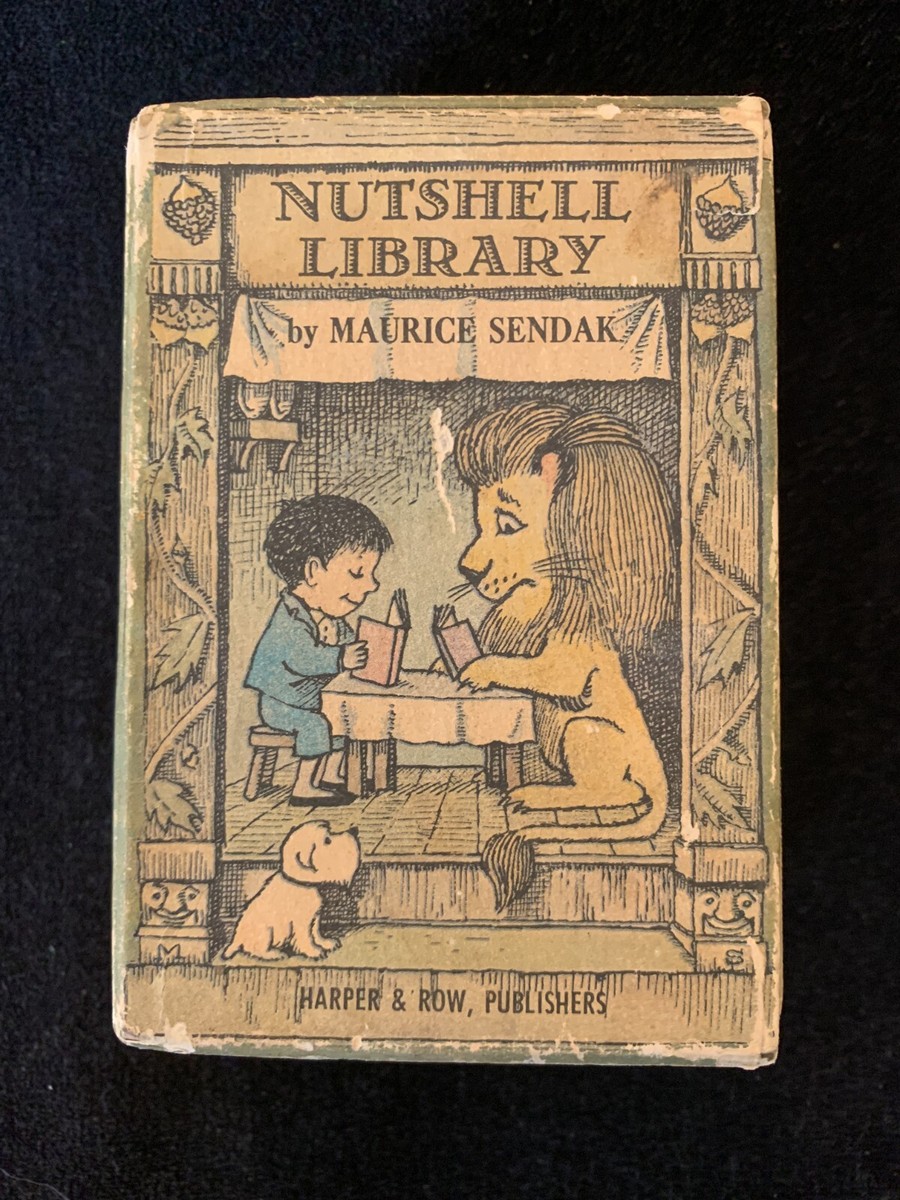 NUTSHELL
LIBRARY
by MAURICE SENDAK
M
S
HARPER & ROW, PUBLISHERS